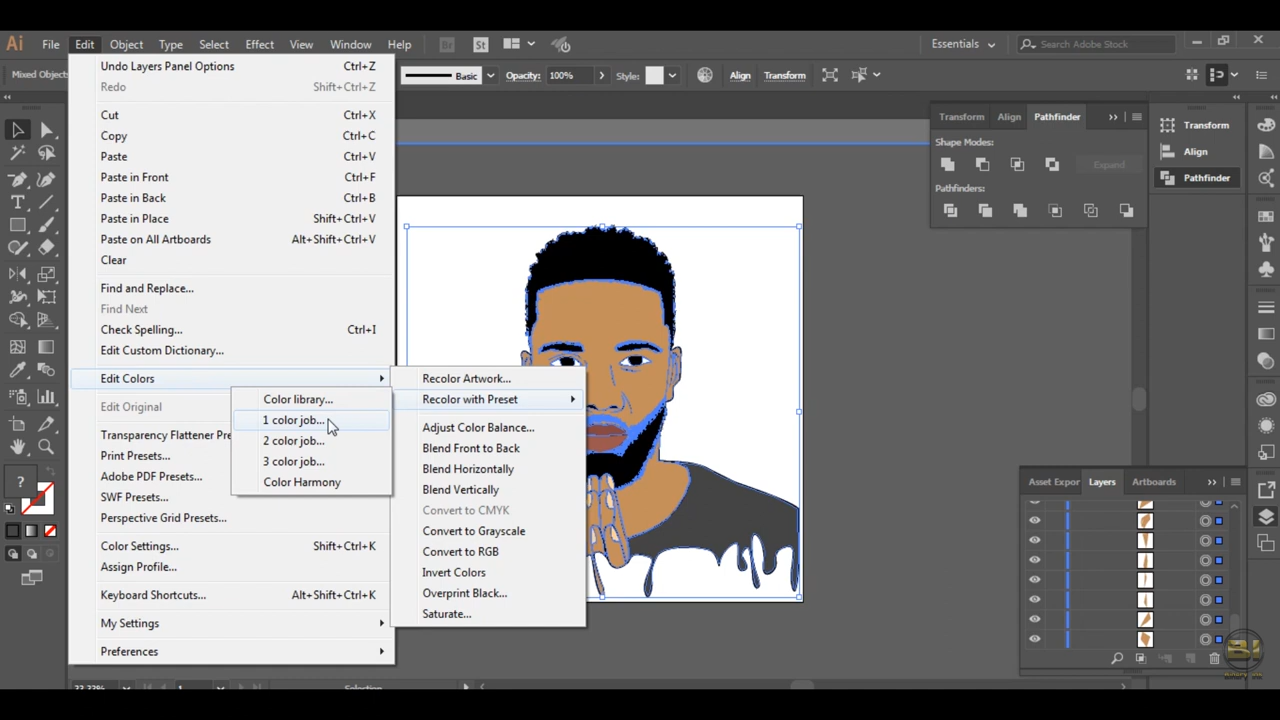 Ai File Edit Object Type Select Effect View Window Help Br St Essentials Search Adobe Stock
Mixed Objects Basic Opacity: 100% Style: Align Transform
Undo Layers Panel Options Ctrl+Z
Redo Shift+Ctrl+Z
Cut Ctrl+X
Copy Ctrl+C
Paste Ctrl+V
Paste in Front Ctrl+F
Paste in Back Ctrl+B
Paste in Place Shift+Ctrl+V
Paste on All Artboards Alt+Shift+Ctrl+V
Clear
Find and Replace...
Find Next
Check Spelling... Ctrl+I
Edit Custom Dictionary...
Edit Colors
Edit Original
Transparency Flattener Pre
Print Presets...
Adobe PDF Presets...
SWF Presets...
Perspective Grid Presets...
Color Settings... Shift+Ctrl+K
Assign Profile...
Keyboard Shortcuts... Alt+Shift+Ctrl+K
My Settings
Preferences
Color library...
1 color job...
2 color job...
3 color job...
Color Harmony
Recolor Artwork...
Recolor with Preset
Adjust Color Balance...
Blend Front to Back
Blend Horizontally
Blend Vertically
Convert to CMYK
Convert to Grayscale
Convert to RGB
Invert Colors
Overprint Black...
Saturate...
Transform Align Pathfinder
Shape Modes:
Expand
Pathfinders:
Transform
Align
Pathfinder
Asset Expor Layers Artboards
?
33.33% 1 Selection